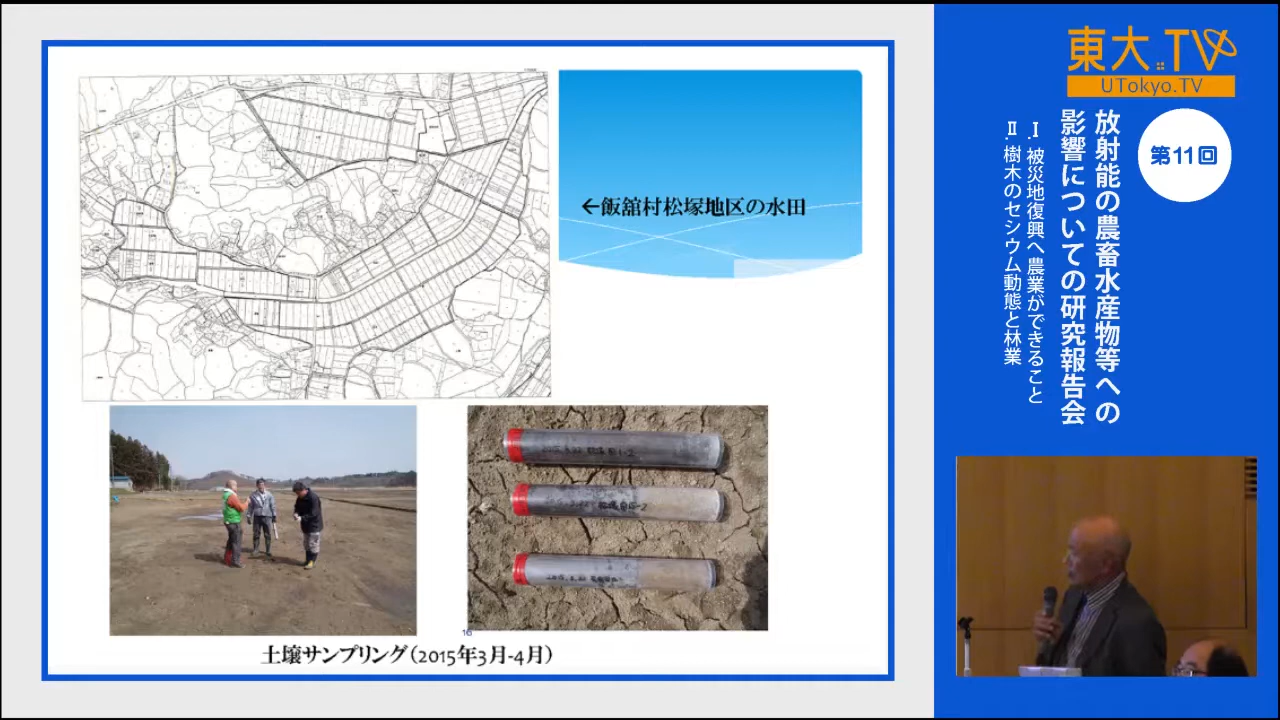 ←飯舘村松塚地区の水田
16
土壌サンプリング(2015年3月-4月)
東大TV
UTokyo.TV
第11回
放射能の農畜水産物等への
影響についての研究報告会
Ⅰ.被災地復興へ農業ができること
Ⅱ.樹木のセシウム動態と林業